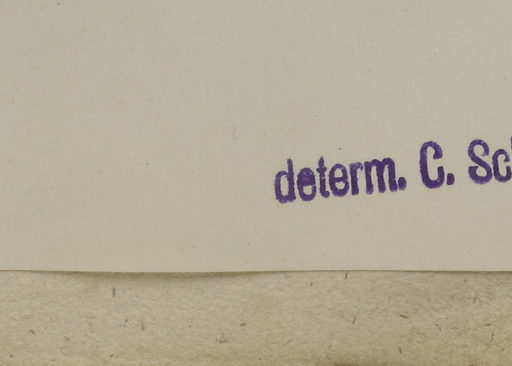 determ. C. Sc